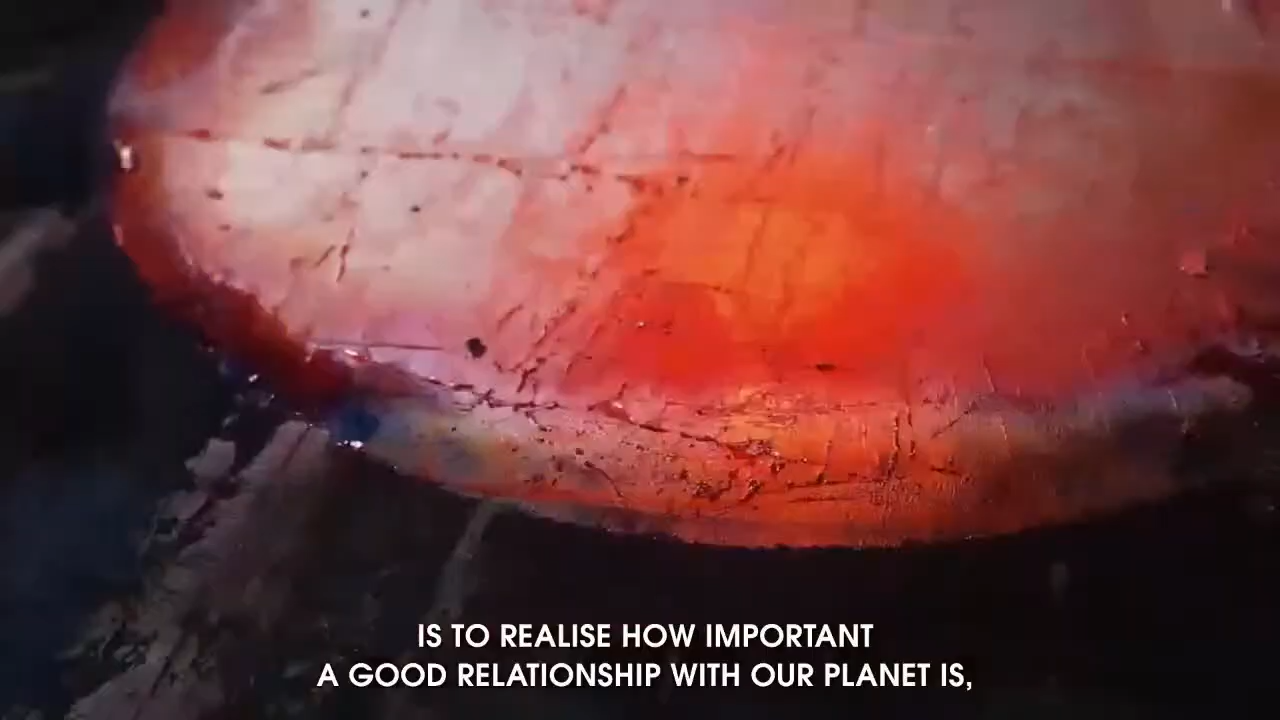 IS TO REALISE HOW IMPORTANT
A GOOD RELATIONSHIP WITH OUR PLANET IS,